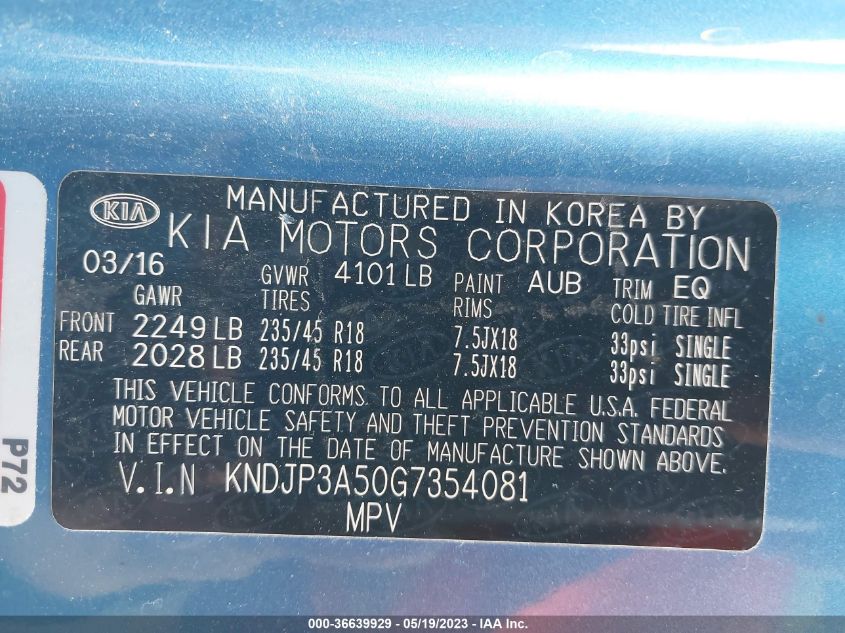 KIA
MANUFACTURED IN KOREA BY
KIA MOTORS CORPORATION
03/16 GVWR 4101 LB PAINT AUB TRIM EQ
GAWR TIRES RIMS COLD TIRE INFL
FRONT 2249 LB 235/45 R18 7.5JX18 33psi SINGLE
REAR 2028 LB 235/45 R18 7.5JX18 33psi SINGLE
THIS VEHICLE CONFORMS TO ALL APPLICABLE U.S.A. FEDERAL
MOTOR VEHICLE SAFETY AND THEFT PREVENTION STANDARDS
IN EFFECT ON THE DATE OF MANUFACTURE SHOWN ABOVE.
V.I.N KNDJP3A50G7354081
MPV
P72
000-36639929 - 05/19/2023 - IAA Inc.